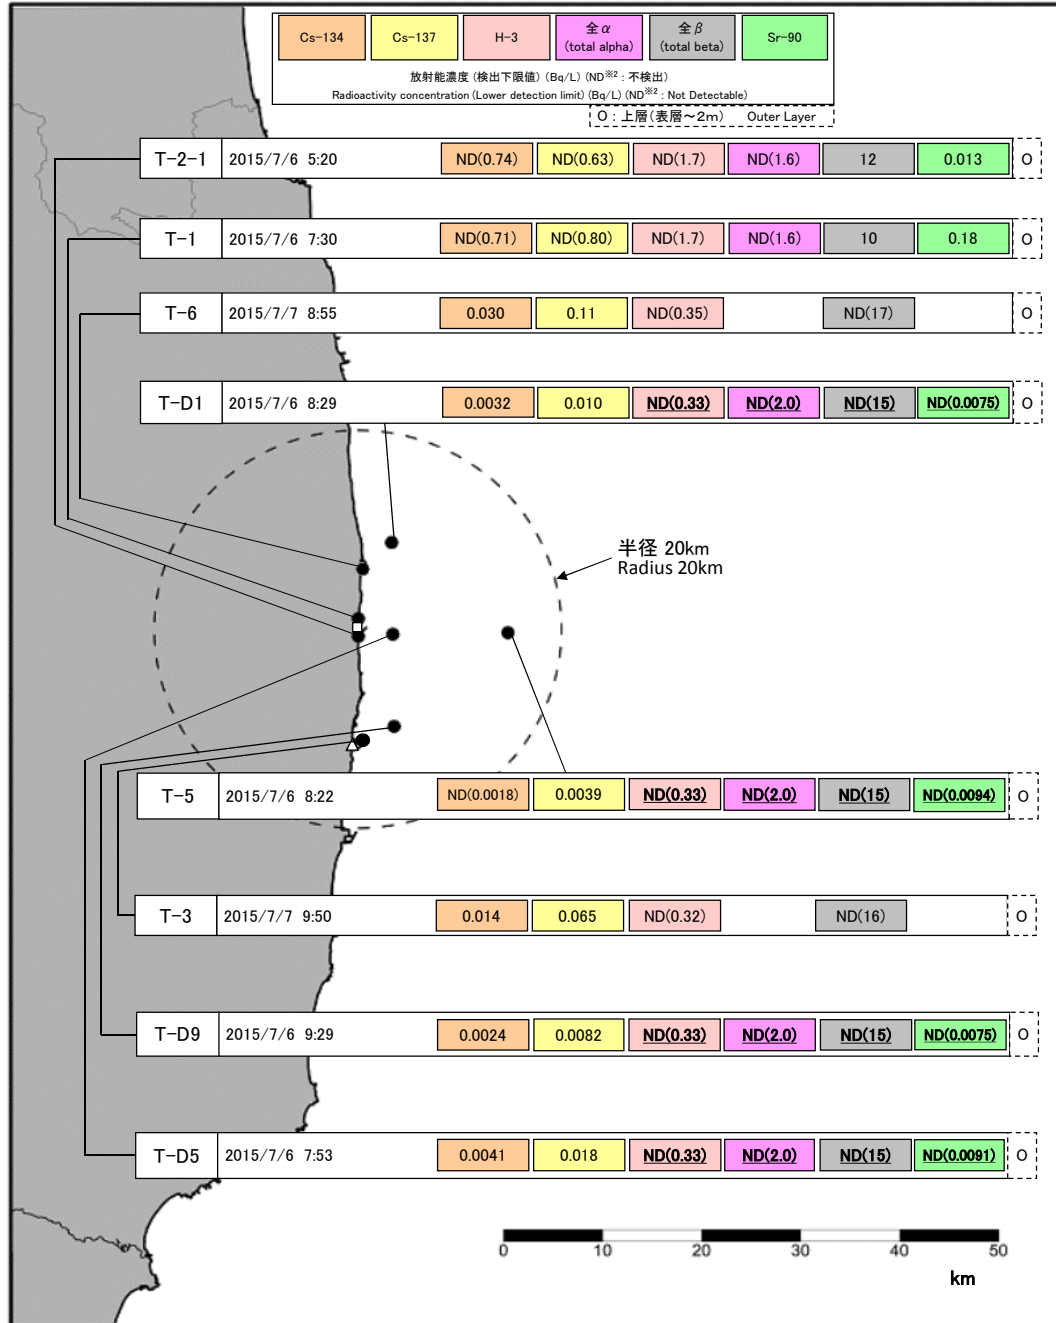 Cs-134 Cs-137 H-3 全α 全β Sr-90
(total alpha) (total beta)
放射能濃度 (検出下限値) (Bq/L) (ND※2 : 不検出)
Radioactivity concentration (Lower detection limit) (Bq/L) (ND※2 : Not Detectable)
O : 上層(表層～2m) Outer Layer
T-2-1 2015/7/6 5:20 ND(0.74) ND(0.63) ND(1.7) ND(1.6) 12 0.013 O
T-1 2015/7/6 7:30 ND(0.71) ND(0.80) ND(1.7) ND(1.6) 10 0.18 O
T-6 2015/7/7 8:55 0.030 0.11 ND(0.35) ND(17) O
T-D1 2015/7/6 8:29 0.0032 0.010 ND(0.33) ND(2.0) ND(15) ND(0.0075) O
半径 20km
Radius 20km
T-5 2015/7/6 8:22 ND(0.0018) 0.0039 ND(0.33) ND(2.0) ND(15) ND(0.0094) O
T-3 2015/7/7 9:50 0.014 0.065 ND(0.32) ND(16) O
T-D9 2015/7/6 9:29 0.0024 0.0082 ND(0.33) ND(2.0) ND(15) ND(0.0075) O
T-D5 2015/7/6 7:53 0.0041 0.018 ND(0.33) ND(2.0) ND(15) ND(0.0091) O
0 10 20 30 40 50
km